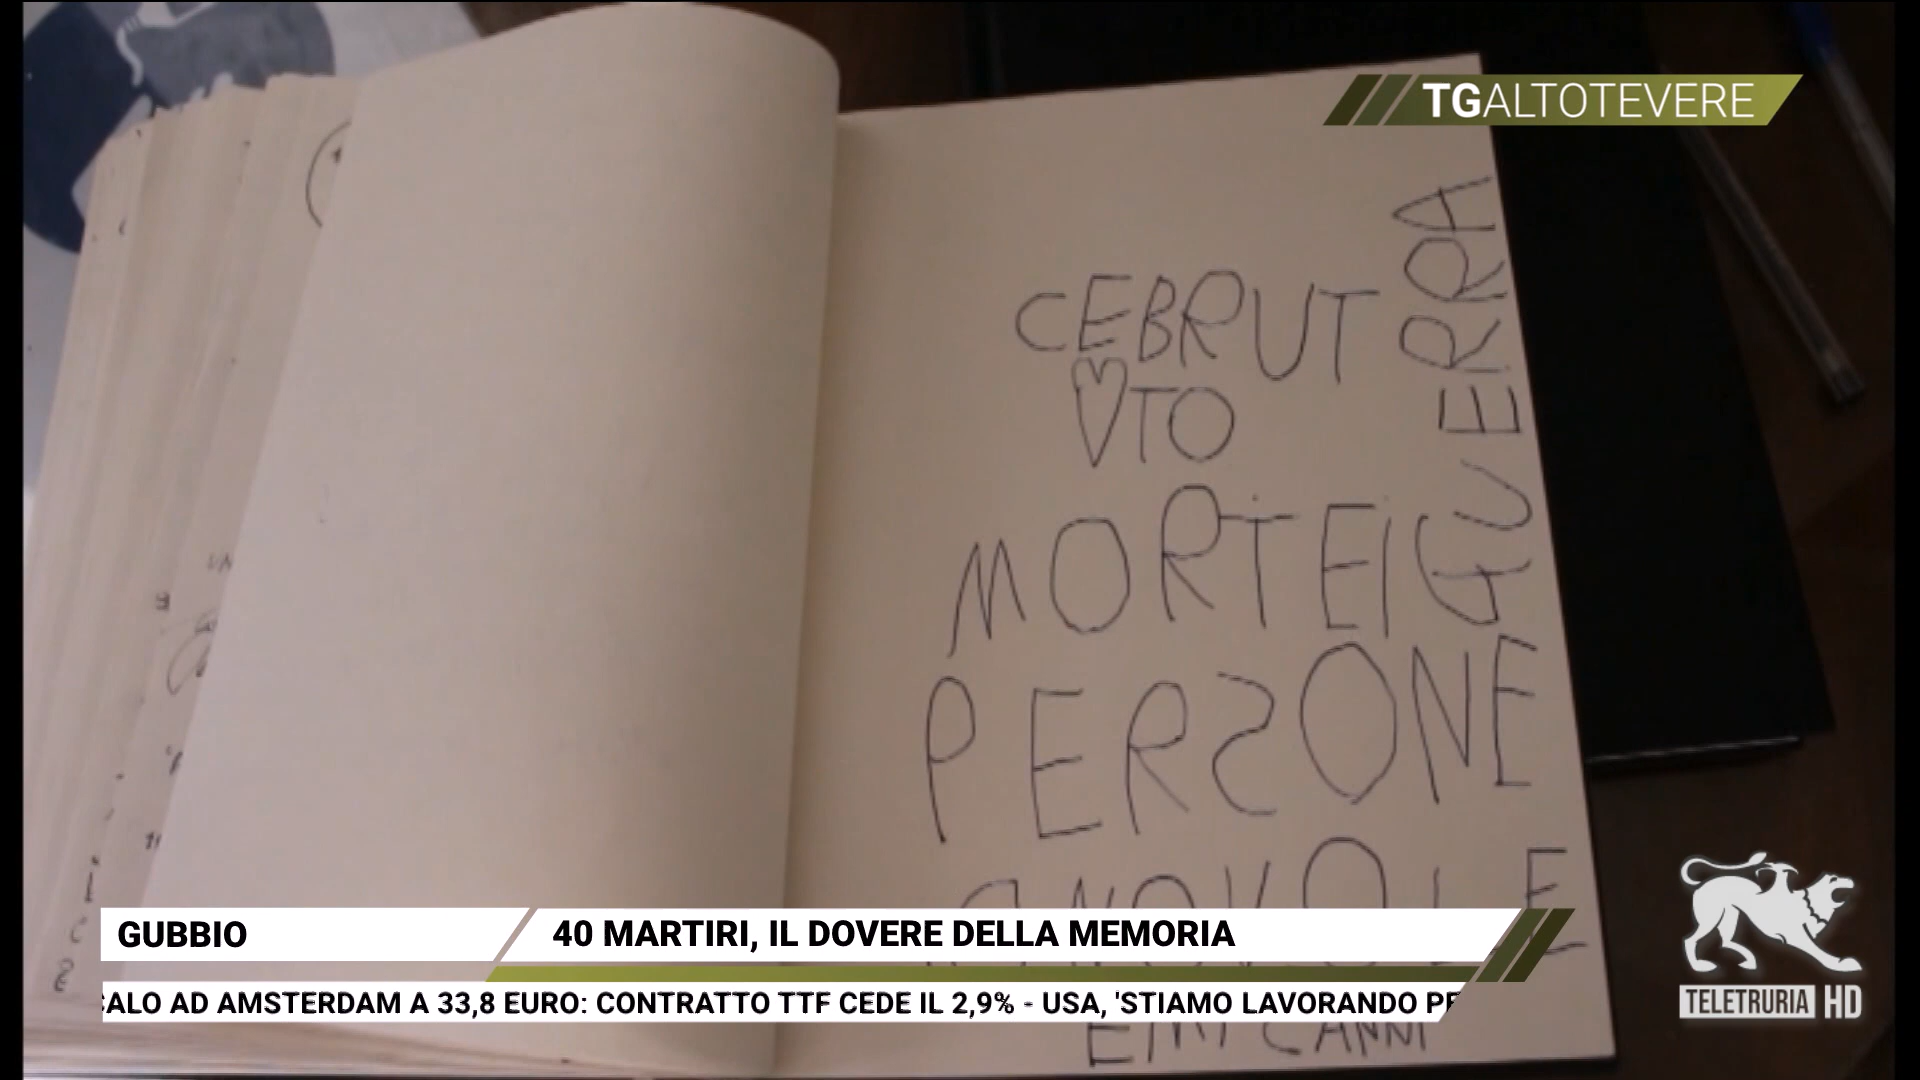 TGALTOTEVERE
CEBRUT
TO
GUERRA
MORTEI
PERSONE
GUBBIO
40 MARTIRI, IL DOVERE DELLA MEMORIA
CALO AD AMSTERDAM A 33,8 EURO: CONTRATTO TTF CEDE IL 2,9% - USA, 'STIAMO LAVORANDO PE
TELETRURIA HD